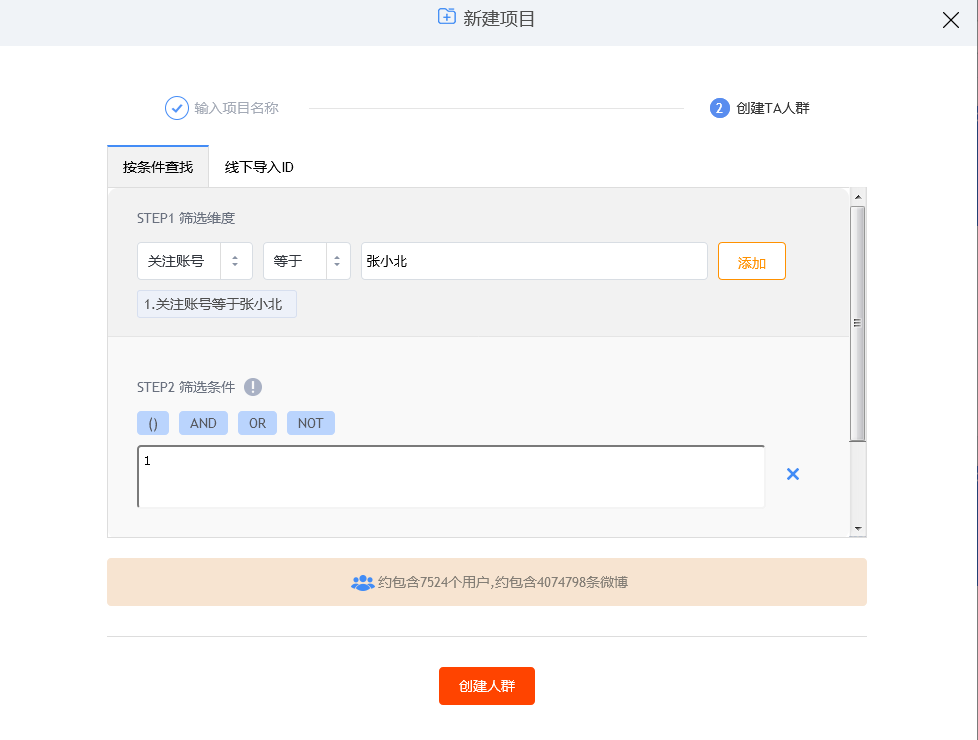 新建项目
输入项目名称
2 创建TA人群
按条件查找 线下导入ID
STEP1 筛选维度
关注账号 等于 张小北 添加
1.关注账号等于张小北
STEP2 筛选条件 !
() AND OR NOT
1
约包含7524个用户,约包含4074798条微博
创建人群